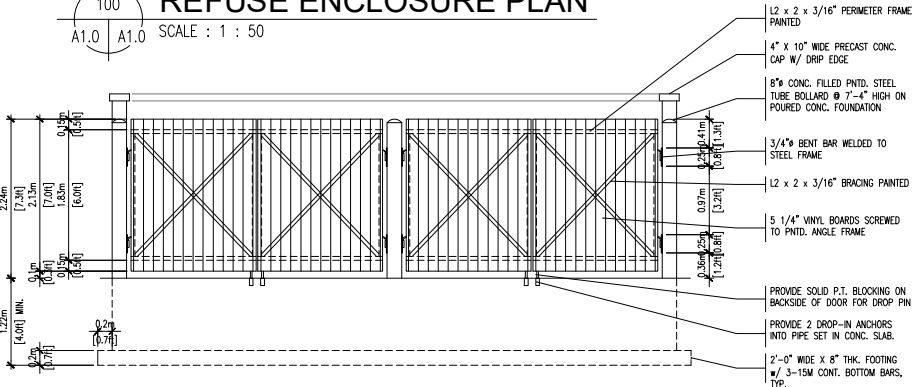 REFUSE ENCLOSURE PLAN
100
A1.0 A1.0
SCALE : 1 : 50
L2 x 2 x 3/16" PERIMETER FRAME
PAINTED
4" X 10" WIDE PRECAST CONC.
CAP W/ DRIP EDGE
8"ø CONC. FILLED PNTD. STEEL
TUBE BOLLARD @ 7'-4" HIGH ON
POURED CONC. FOUNDATION
3/4"ø BENT BAR WELDED TO
STEEL FRAME
L2 x 2 x 3/16" BRACING PAINTED
5 1/4" VINYL BOARDS SCREWED
TO PNTD. ANGLE FRAME
PROVIDE SOLID P.T. BLOCKING ON
BACKSIDE OF DOOR FOR DROP PIN
PROVIDE 2 DROP-IN ANCHORS
INTO PIPE SET IN CONC. SLAB.
2'-0" WIDE X 8" THK. FOOTING
w/ 3-15M CONT. BOTTOM BARS,
TYP.
2.24m
[7.3ft]
2.13m
[7.0ft]
1.83m
[6.0ft]
0.15m
[0.5ft]
0.15m
[0.5ft]
0.1m
1.22m
[4.0ft] MIN.
0.2m
[0.7ft]
0.2m
[0.7ft]
0.41m
[1.3ft]
0.25m
[0.8ft]
0.97m
[3.2ft]
0.25m
[0.8ft]
0.36m
[1.2ft]